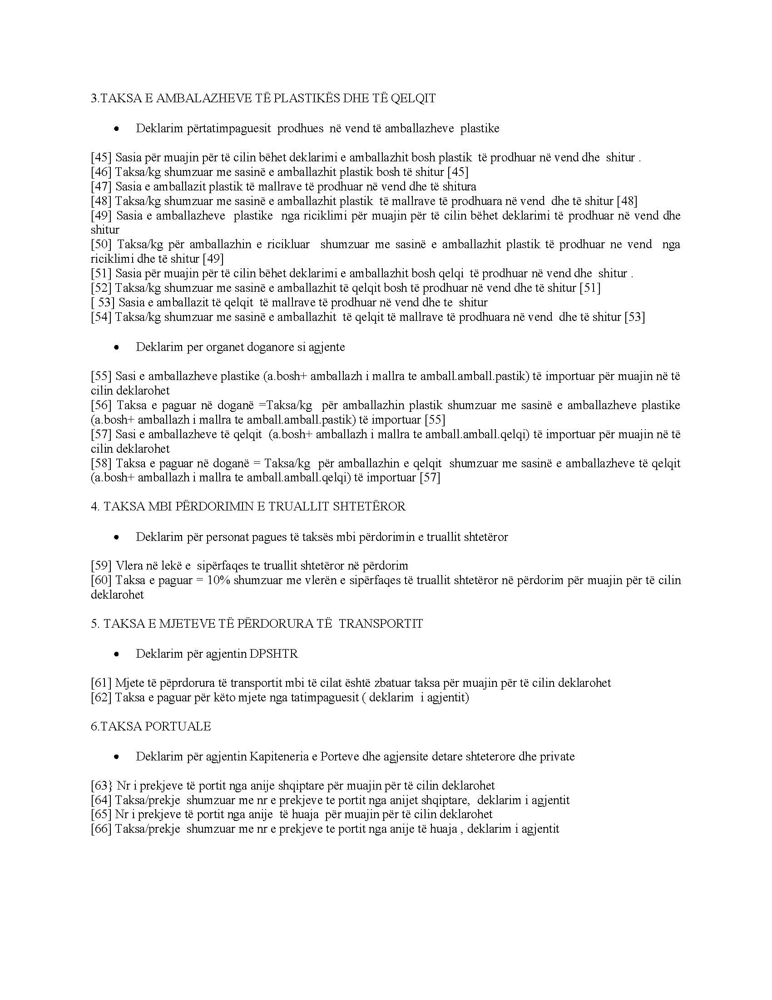 3.TAKSA E AMBALAZHEVE TË PLASTIKËS DHE TË QELQIT
• Deklarim përtatimpaguesit prodhues në vend të amballazheve plastike
[45] Sasia për muajin për të cilin bëhet deklarimi e amballazhit bosh plastik të prodhuar në vend dhe shitur .
[46] Taksa/kg shumzuar me sasinë e amballazhit plastik bosh të shitur [45]
[47] Sasia e amballazit plastik të mallrave të prodhuar në vend dhe të shitura
[48] Taksa/kg shumzuar me sasinë e amballazhit plastik të mallrave të prodhuara në vend dhe të shitur [48]
[49] Sasia e amballazheve plastike nga riciklimi për muajin për të cilin bëhet deklarimi të prodhuar në vend dhe
shitur
[50] Taksa/kg për amballazhin e ricikluar shumzuar me sasinë e amballazhit plastik të prodhuar ne vend nga
riciklimi dhe të shitur [49]
[51] Sasia për muajin për të cilin bëhet deklarimi e amballazhit bosh qelqi të prodhuar në vend dhe shitur .
[52] Taksa/kg shumzuar me sasinë e amballazhit të qelqit bosh të prodhuar në vend dhe të shitur [51]
[ 53] Sasia e amballazit të qelqit të mallrave të prodhuar në vend dhe te shitur
[54] Taksa/kg shumzuar me sasinë e amballazhit të qelqit të mallrave të prodhuara në vend dhe të shitur [53]
• Deklarim per organet doganore si agjente
[55] Sasi e amballazheve plastike (a.bosh+ amballazh i mallra te amball.amball.pastik) të importuar për muajin në të
cilin deklarohet
[56] Taksa e paguar në doganë =Taksa/kg për amballazhin plastik shumzuar me sasinë e amballazheve plastike
(a.bosh+ amballazh i mallra te amball.amball.pastik) të importuar [55]
[57] Sasi e amballazheve të qelqit (a.bosh+ amballazh i mallra te amball.amball.qelqi) të importuar për muajin në të
cilin deklarohet
[58] Taksa e paguar në doganë = Taksa/kg për amballazhin e qelqit shumzuar me sasinë e amballazheve të qelqit
(a.bosh+ amballazh i mallra te amball.amball.qelqi) të importuar [57]
4. TAKSA MBI PËRDORIMIN E TRUALLIT SHTETËROR
• Deklarim për personat pagues të taksës mbi përdorimin e truallit shtetëror
[59] Vlera në lekë e sipërfaqes te truallit shtetëror në përdorim
[60] Taksa e paguar = 10% shumzuar me vlerën e sipërfaqes të truallit shtetëror në përdorim për muajin për të cilin
deklarohet
5. TAKSA E MJETEVE TË PËRDORURA TË TRANSPORTIT
• Deklarim për agjentin DPSHTR
[61] Mjete të pëprdorura të transportit mbi të cilat është zbatuar taksa për muajin për të cilin deklarohet
[62] Taksa e paguar për këto mjete nga tatimpaguesit ( deklarim i agjentit)
6.TAKSA PORTUALE
• Deklarim për agjentin Kapiteneria e Porteve dhe agjensite detare shteterore dhe private
[63} Nr i prekjeve të portit nga anije shqiptare për muajin për të cilin deklarohet
[64] Taksa/prekje shumzuar me nr e prekjeve te portit nga anijet shqiptare, deklarim i agjentit
[65] Nr i prekjeve të portit nga anije të huaja për muajin për të cilin deklarohet
[66] Taksa/prekje shumzuar me nr e prekjeve te portit nga anije të huaja , deklarim i agjentit